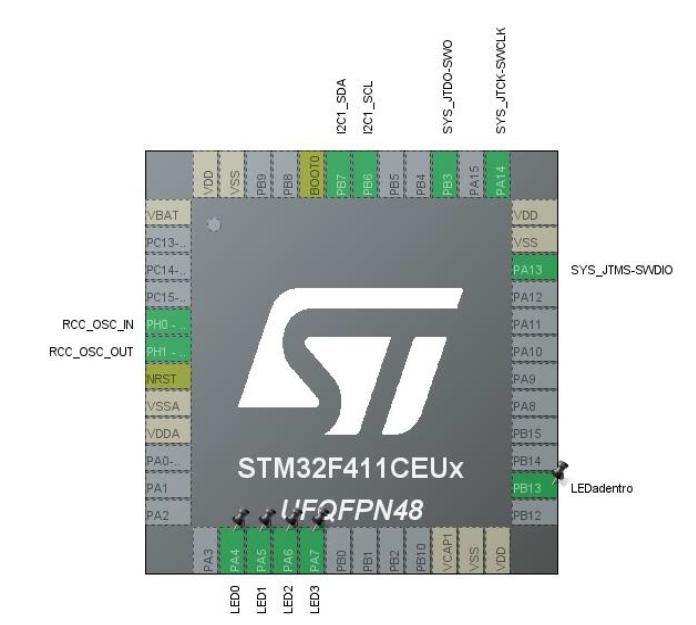 I2C1_SDA
I2C1_SCL
SYS_JTDO-SWO
SYS_JTCK-SWCLK
VDD
VSS
PB9
PB8
BOOT0
PB7
PB6
PB5
PB4
PB3
PA15
PA14
VBAT
PC13-..
PC14-..
PC15-..
RCC_OSC_IN
PH0 - ..
RCC_OSC_OUT
PH1 - ..
NRST
VSSA
VDDA
PA0-..
PA1
PA2
VDD
VSS
PA13
SYS_JTMS-SWDIO
PA12
PA11
PA10
PA9
PA8
PB15
PB14
PB13
LEDadentro
PB12
ST
STM32F411CEUx
UFQFPN48
PA3
PA4
PA5
PA6
PA7
PB0
PB1
PB2
PB10
VCAP1
VSS
VDD
LED0
LED1
LED2
LED3